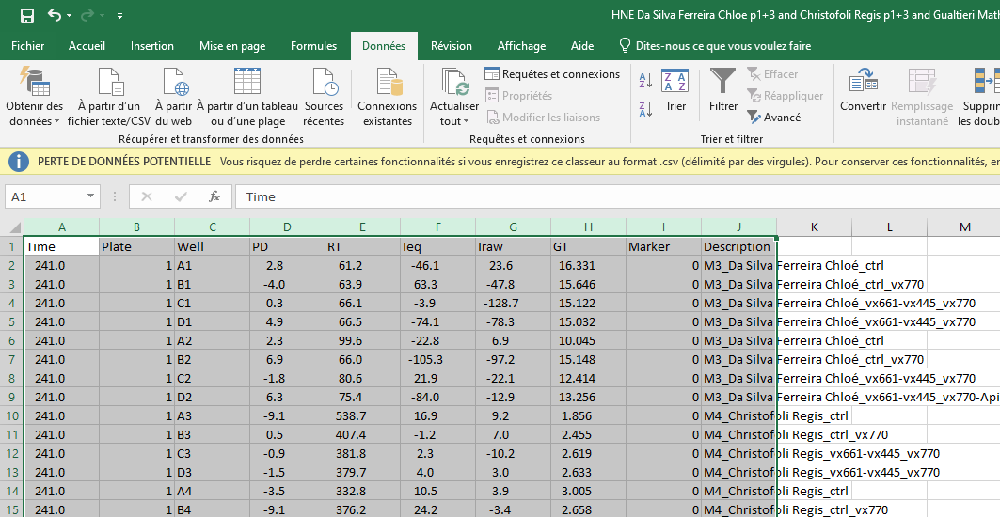 HNE Da Silva Ferreira Chloe p1+3 and Christofoli Regis p1+3 and Gualtieri Math
Fichier Accueil Insertion Mise en page Formules Données Révision Affichage Aide Dites-nous ce que vous voulez faire
Obtenir des données À partir d'un fichier texte/CSV À partir du web À partir d'un tableau ou d'une plage Sources récentes Connexions existantes
Récupérer et transformer des données
Actualiser tout Requêtes et connexions Propriétés Modifier les liaisons
Requêtes et connexions
Trier Filtrer Effacer Réappliquer Avancé
Trier et filtrer
Convertir Remplissage instantané
PERTE DE DONNÉES POTENTIELLE Vous risquez de perdre certaines fonctionnalités si vous enregistrez ce classeur au format .csv (délimité par des virgules). Pour conserver ces fonctionnalités,
A1 fx Time
A B C D E F G H I J K L M
1 Time Plate Well PD RT Ieq Iraw GT Marker Description
2 241.0 1 A1 2.8 61.2 -46.1 23.6 16.331 0 M3_Da Silva Ferreira Chloé_ctrl
3 241.0 1 B1 -4.0 63.9 63.3 -47.8 15.646 0 M3_Da Silva Ferreira Chloé_ctrl_vx770
4 241.0 1 C1 0.3 66.1 -3.9 -128.7 15.122 0 M3_Da Silva Ferreira Chloé_vx661-vx445_vx770
5 241.0 1 D1 4.9 66.5 -74.1 -78.3 15.032 0 M3_Da Silva Ferreira Chloé_vx661-vx445_vx770
6 241.0 1 A2 2.3 99.6 -22.8 6.9 10.045 0 M3_Da Silva Ferreira Chloé_ctrl
7 241.0 1 B2 6.9 66.0 -105.3 -97.2 15.148 0 M3_Da Silva Ferreira Chloé_ctrl_vx770
8 241.0 1 C2 -1.8 80.6 21.9 -22.1 12.414 0 M3_Da Silva Ferreira Chloé_vx661-vx445_vx770
9 241.0 1 D2 6.3 75.4 -84.0 -12.9 13.256 0 M3_Da Silva Ferreira Chloé_vx661-vx445_vx770-Api
10 241.0 1 A3 -9.1 538.7 16.9 9.2 1.856 0 M4_Christofoli Regis_ctrl
11 241.0 1 B3 0.5 407.4 -1.2 7.0 2.455 0 M4_Christofoli Regis_ctrl_vx770
12 241.0 1 C3 -0.9 381.8 2.3 -10.2 2.619 0 M4_Christofoli Regis_vx661-vx445_vx770
13 241.0 1 D3 -1.5 379.7 4.0 3.0 2.633 0 M4_Christofoli Regis_vx661-vx445_vx770
14 241.0 1 A4 -3.5 332.8 10.5 3.9 3.005 0 M4_Christofoli Regis_ctrl
15 241.0 1 B4 -9.1 376.2 24.2 -3.4 2.658 0 M4_Christofoli Regis_ctrl_vx770